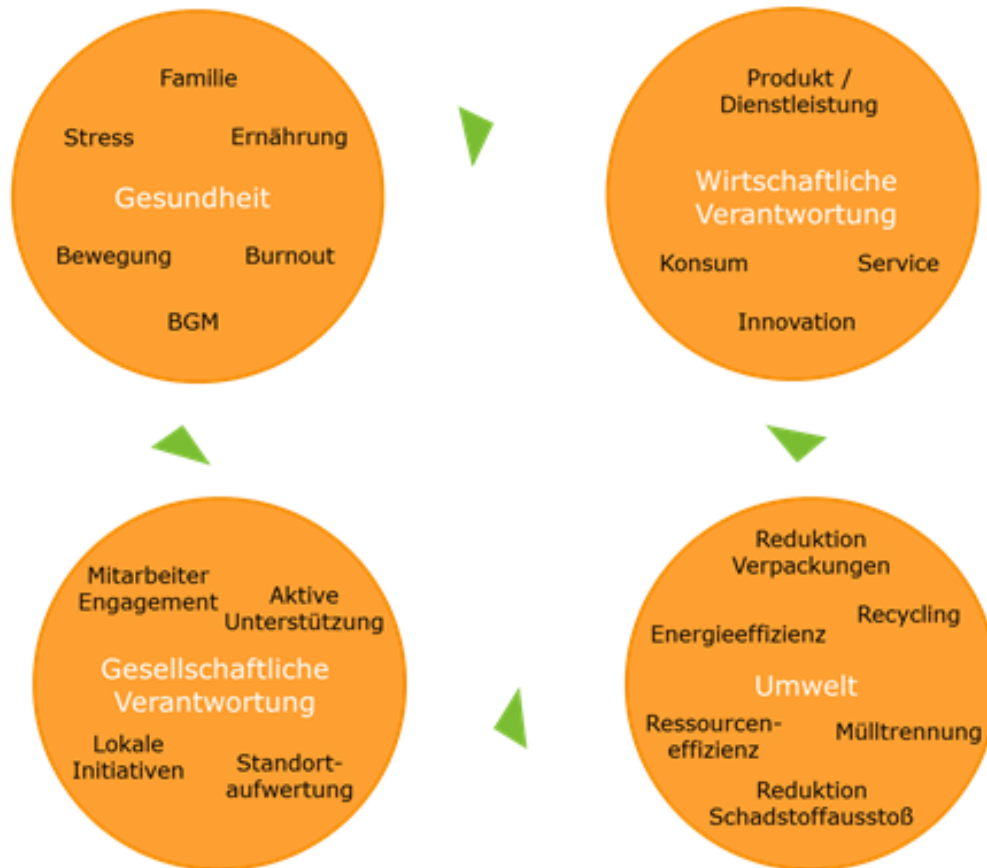 Familie
Stress
Ernährung
Gesundheit
Bewegung
Burnout
BGM
Produkt /
Dienstleistung
Wirtschaftliche
Verantwortung
Konsum
Service
Innovation
Mitarbeiter
Engagement
Aktive
Unterstützung
Gesellschaftliche
Verantwortung
Lokale
Initiativen
Standort-
aufwertung
Reduktion
Verpackungen
Recycling
Energieeffizienz
Umwelt
Ressourcen-
effizienz
Mülltrennung
Reduktion
Schadstoffausstoß